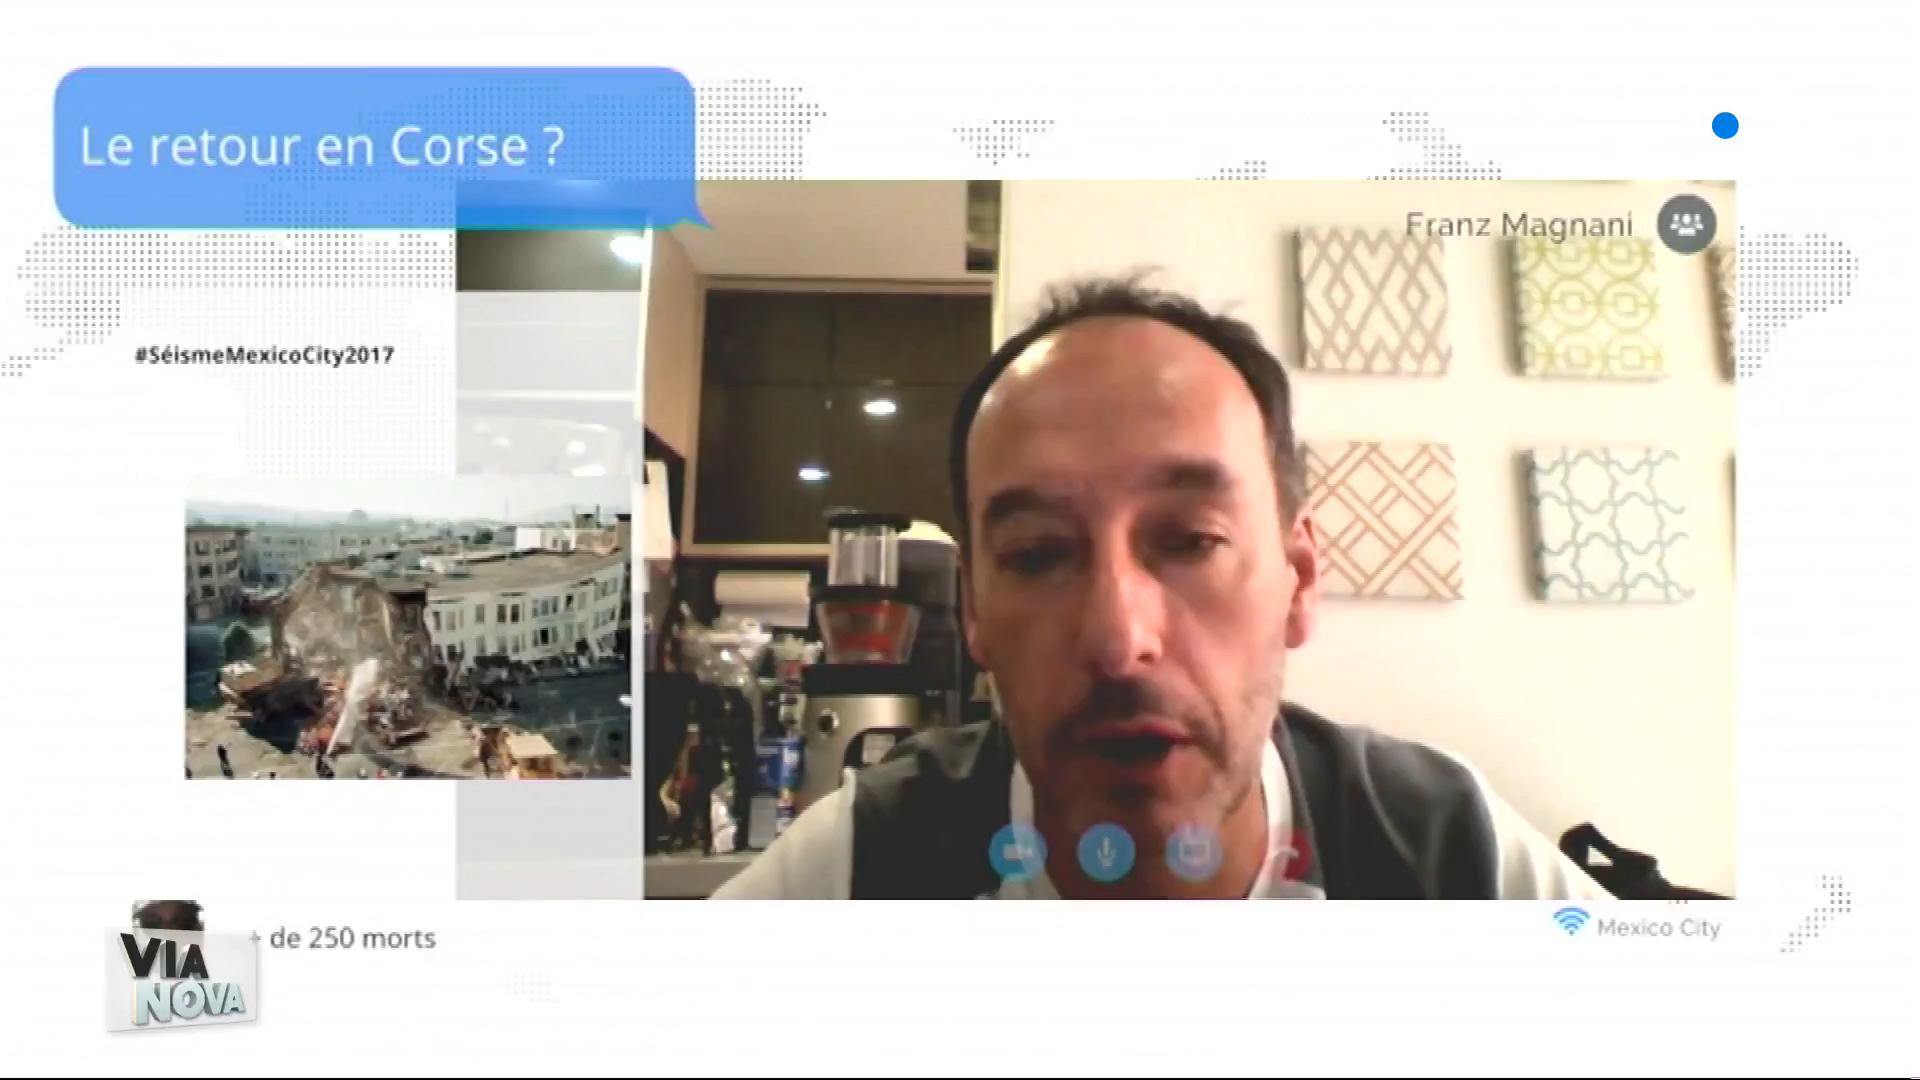 Le retour en Corse ?
Franz Magnani
#SéismeMexicoCity2017
+ de 250 morts
Mexico City
VIA
NOVA